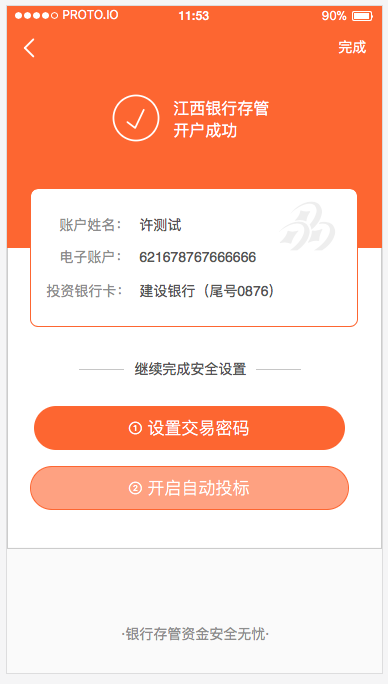 PROTO.IO 11:53 90%
完成
江西银行存管
开户成功
账户姓名： 许测试
电子账户： 621678767666666
投资银行卡： 建设银行（尾号0876）
继续完成安全设置
① 设置交易密码
② 开启自动投标
·银行存管资金安全无忧·